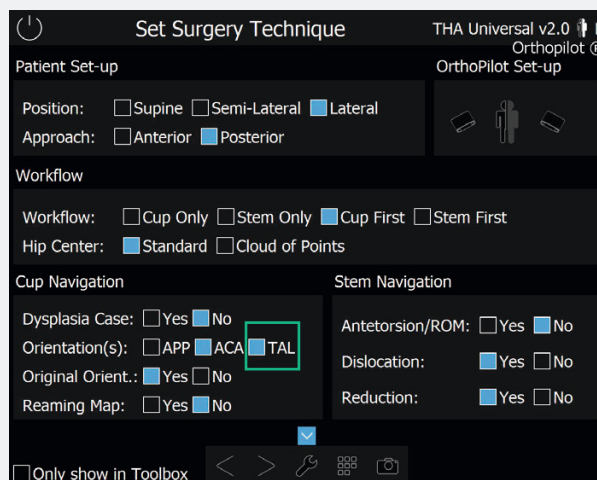 Set Surgery Technique
THA Universal v2.0
Orthopilot ®
Patient Set-up
OrthoPilot Set-up
Position: Supine Semi-Lateral Lateral
Approach: Anterior Posterior
Workflow
Workflow: Cup Only Stem Only Cup First Stem First
Hip Center: Standard Cloud of Points
Cup Navigation
Stem Navigation
Dysplasia Case: Yes No
Orientation(s): APP ACA TAL
Original Orient.: Yes No
Reaming Map: Yes No
Antetorsion/ROM: Yes No
Dislocation: Yes No
Reduction: Yes No
Only show in Toolbox